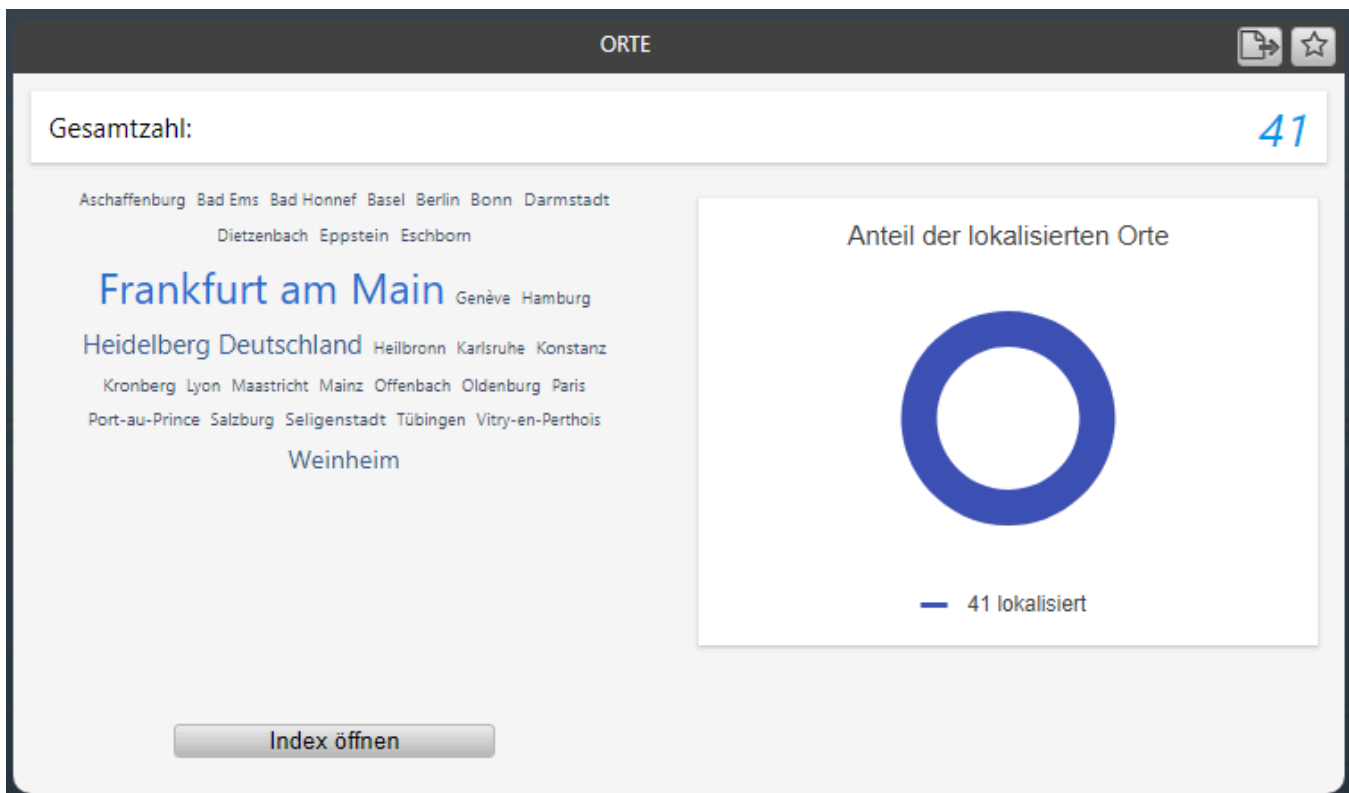 ORTE
Gesamtzahl: 41
Aschaffenburg Bad Ems Bad Honnef Basel Berlin Bonn Darmstadt
Dietzenbach Eppstein Eschborn
Frankfurt am Main Genève Hamburg
Heidelberg Deutschland Heilbronn Karlsruhe Konstanz
Kronberg Lyon Maastricht Mainz Offenbach Oldenburg Paris
Port-au-Prince Salzburg Seligenstadt Tübingen Vitry-en-Perthois
Weinheim
Anteil der lokalisierten Orte
41 lokalisiert
Index öffnen